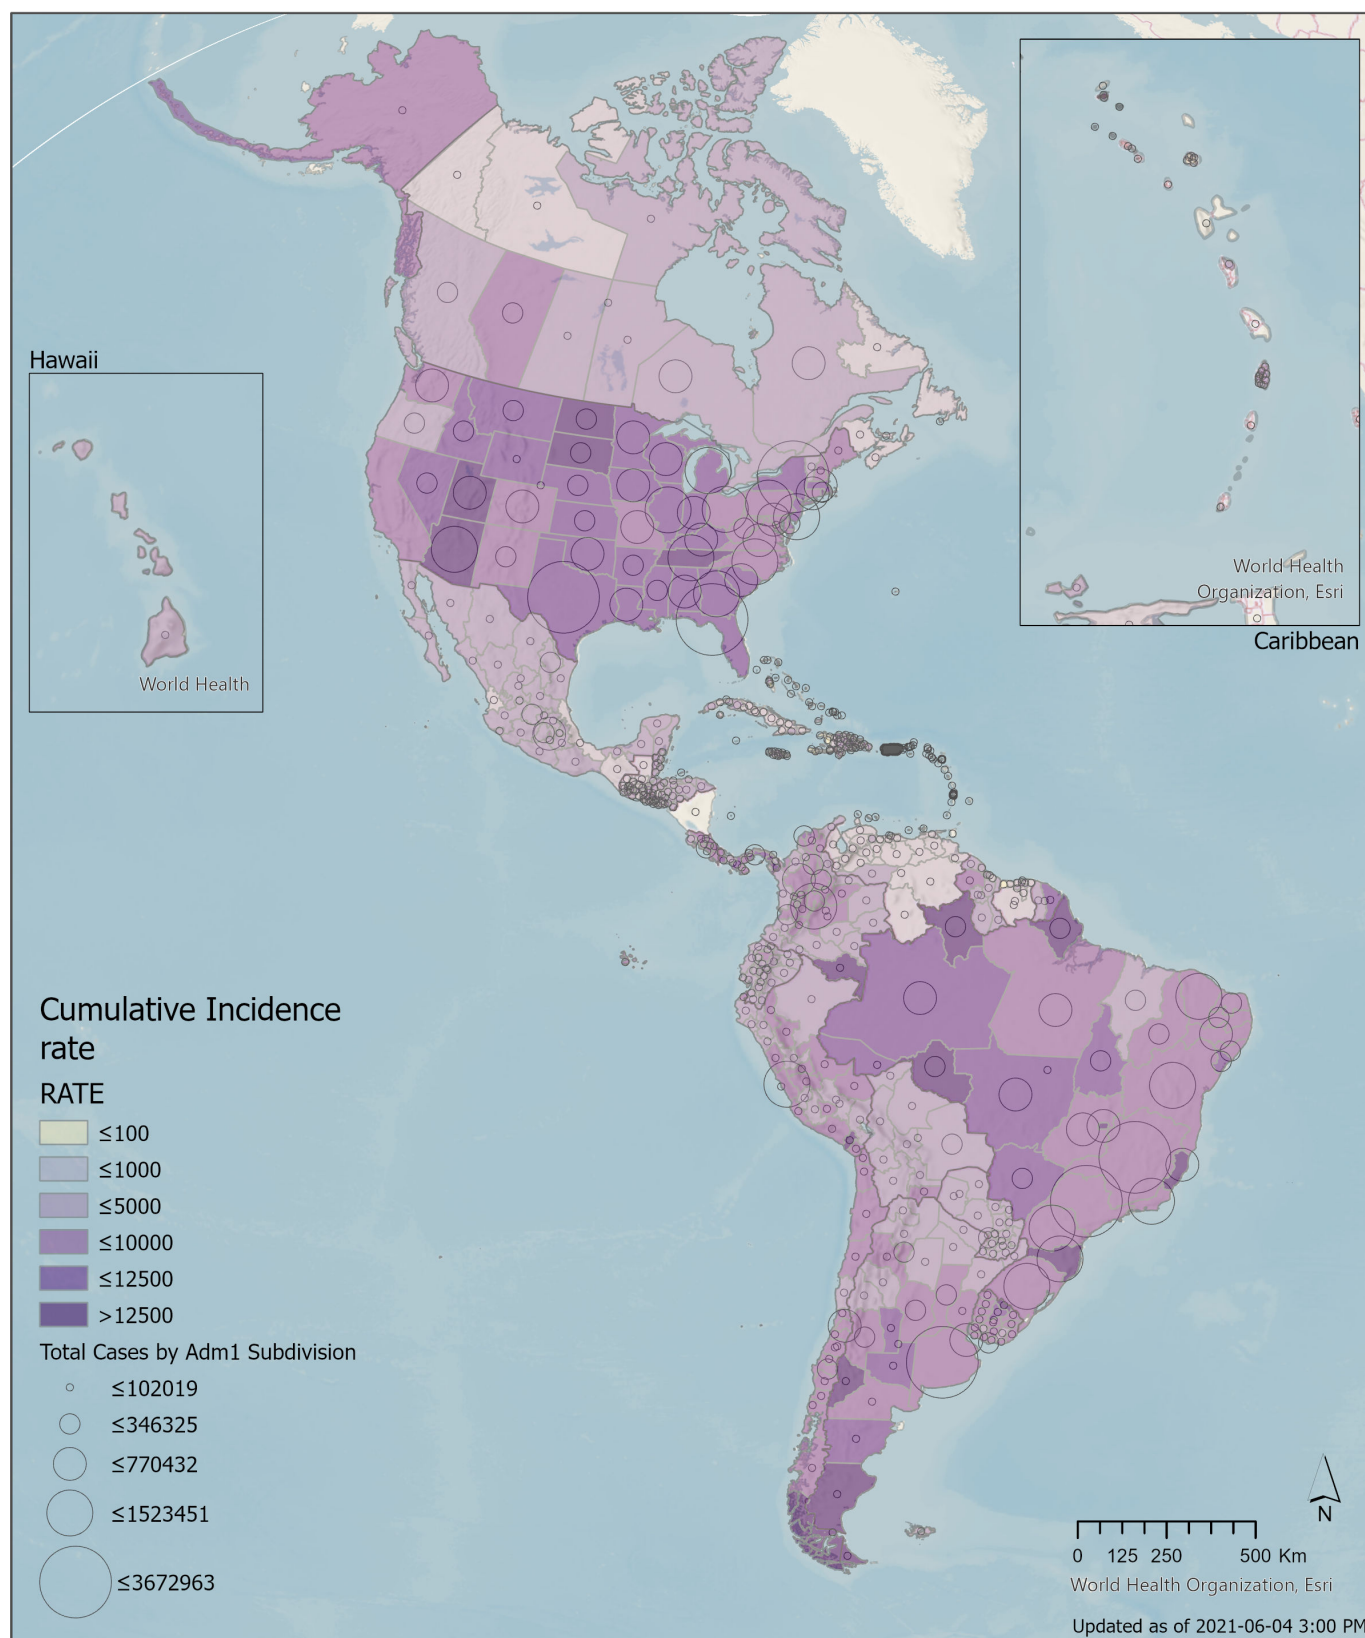 Hawaii
World Health
World Health
Organization, Esri
Caribbean
Cumulative Incidence
rate
RATE
≤100
≤1000
≤5000
≤10000
≤12500
>12500
Total Cases by Adm1 Subdivision
≤102019
≤346325
≤770432
≤1523451
≤3672963
N
0 125 250 500 Km
World Health Organization, Esri
Updated as of 2021-06-04 3:00 PM